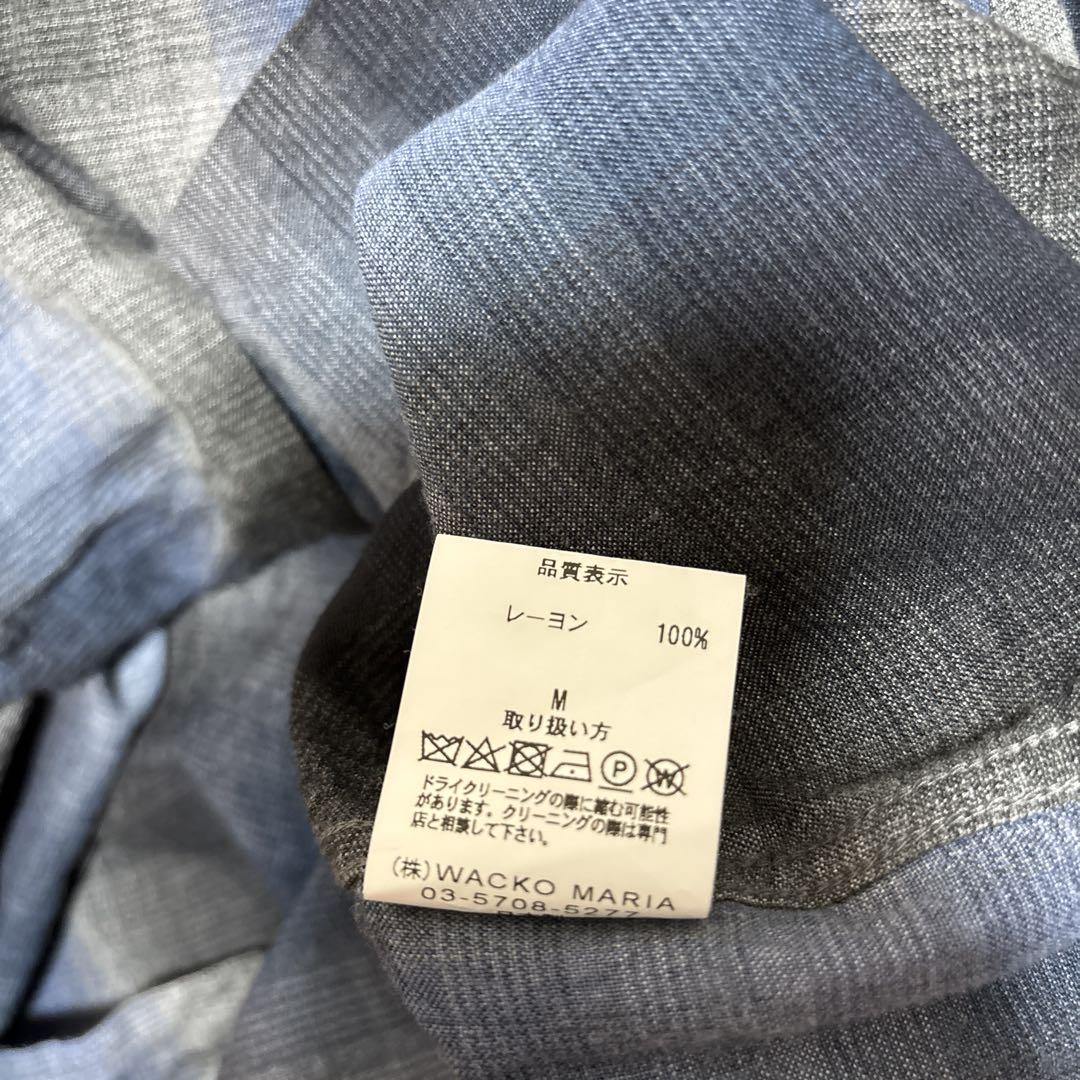 品質表示
レーヨン 100%
M
取り扱い方
P W
ドライクリーニングの際に縮む可能性
があります。クリーニングの際は専門
店と相談して下さい。
(株)WACKO MARIA
03-5708-5277